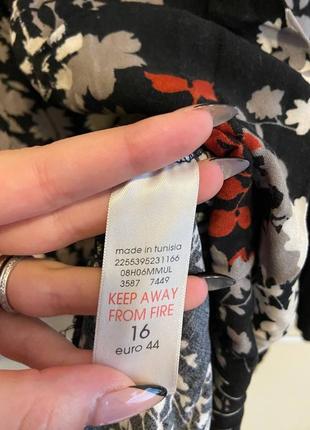 made in tunisia
2255395231166
08H06MMUL
3587 7449
KEEP AWAY
FROM FIRE
16
euro 44